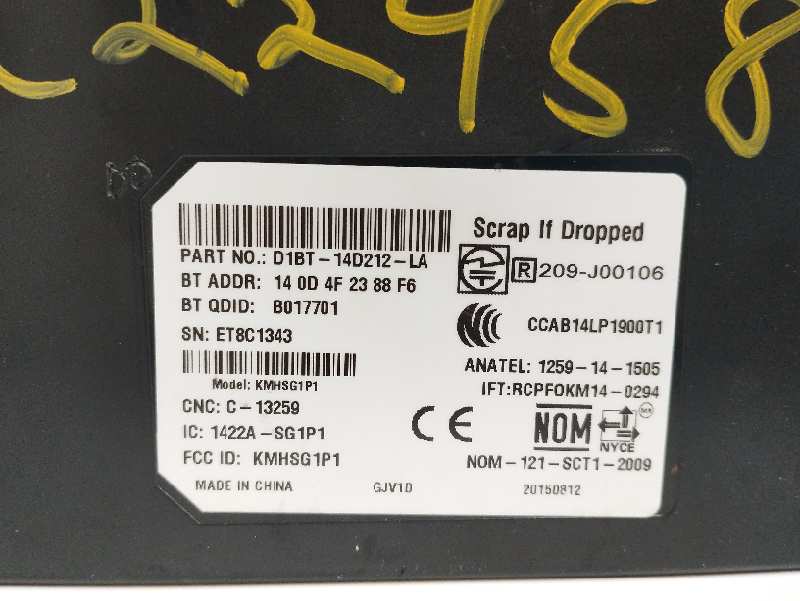 22458
Scrap If Dropped
PART NO.: D1BT-14D212-LA
BT ADDR: 14 0D 4F 23 88 F6
R 209-J00106
BT QDID: B017701
CCAB14LP1900T1
SN: ET8C1343
ANATEL: 1259-14-1505
Model: KMHSG1P1
IFT:RCPFOKM14-0294
CNC: C-13259
CE
NOM
NYCE
IC: 1422A-SG1P1
FCC ID: KMHSG1P1
NOM-121-SCT1-2009
MADE IN CHINA
GJV1D
20150812